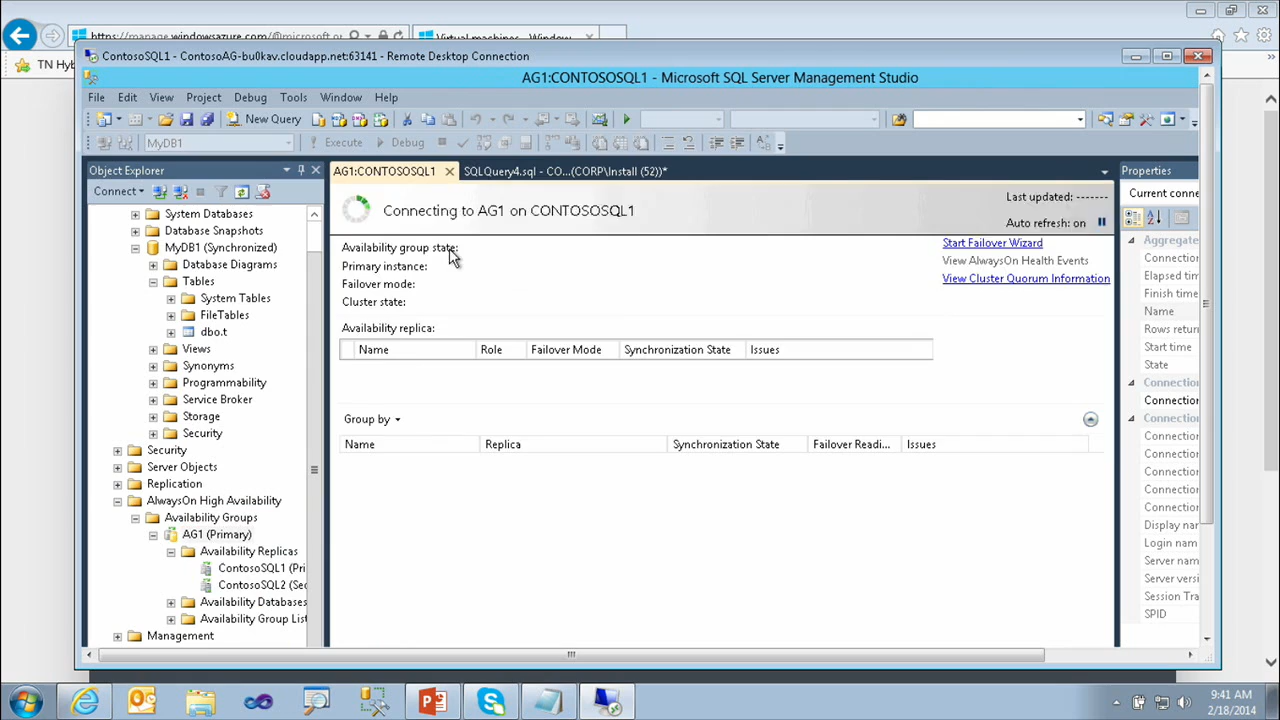 https://manage.windowsazure.com/@microsoft.o
Virtual machines - Windows
TN Hyb
ContosoSQL1 - ContosoAG-bu0kav.cloudapp.net:63141 - Remote Desktop Connection
AG1:CONTOSOSQL1 - Microsoft SQL Server Management Studio
File Edit View Project Debug Tools Window Help
New Query
MyDB1 Execute Debug
Object Explorer
AG1:CONTOSOSQL1
SQLQuery4.sql - CO...(CORP\Install (52))*
Properties
Connect
Current conne
Connecting to AG1 on CONTOSOSQL1
Last updated: -------
Auto refresh: on
System Databases
Database Snapshots
MyDB1 (Synchronized)
Database Diagrams
Tables
System Tables
FileTables
dbo.t
Views
Synonyms
Programmability
Service Broker
Storage
Security
Security
Server Objects
Replication
AlwaysOn High Availability
Availability Groups
AG1 (Primary)
Availability Replicas
ContosoSQL1 (Pri
ContosoSQL2 (Sec
Availability Databases
Availability Group List
Management
Availability group state:
Primary instance:
Failover mode:
Cluster state:
Start Failover Wizard
View AlwaysOn Health Events
View Cluster Quorum Information
Availability replica:
Name Role Failover Mode Synchronization State Issues
Group by
Name Replica Synchronization State Failover Readi... Issues
Aggregate
Connection
Elapsed tim
Finish time
Name
Rows retur
Start time
State
Connection
Connection
Connection
Connection
Connection
Connection
Connection
Connection
Display nam
Login name
Server name
Server versi
Session Tra
SPID
9:41 AM
2/18/2014